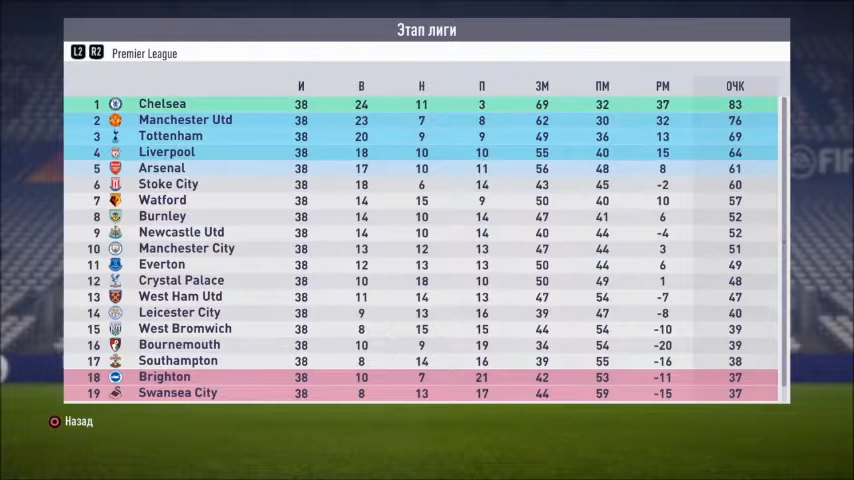 Этап лиги
L2 R2 Premier League
И В Н П ЗМ ПМ РМ ОЧК
1 Chelsea 38 24 11 3 69 32 37 83
2 Manchester Utd 38 23 7 8 62 30 32 76
3 Tottenham 38 20 9 9 49 36 13 69
4 Liverpool 38 18 10 10 55 40 15 64
5 Arsenal 38 17 10 11 56 48 8 61
6 Stoke City 38 18 6 14 43 45 -2 60
7 Watford 38 14 15 9 50 40 10 57
8 Burnley 38 14 10 14 47 41 6 52
9 Newcastle Utd 38 14 10 14 40 44 -4 52
10 Manchester City 38 13 12 13 47 44 3 51
11 Everton 38 12 13 13 50 44 6 49
12 Crystal Palace 38 10 18 10 50 49 1 48
13 West Ham Utd 38 11 14 13 47 54 -7 47
14 Leicester City 38 9 13 16 39 47 -8 40
15 West Bromwich 38 8 15 15 44 54 -10 39
16 Bournemouth 38 10 9 19 34 54 -20 39
17 Southampton 38 8 14 16 39 55 -16 38
18 Brighton 38 10 7 21 42 53 -11 37
19 Swansea City 38 8 13 17 44 59 -15 37
Назад